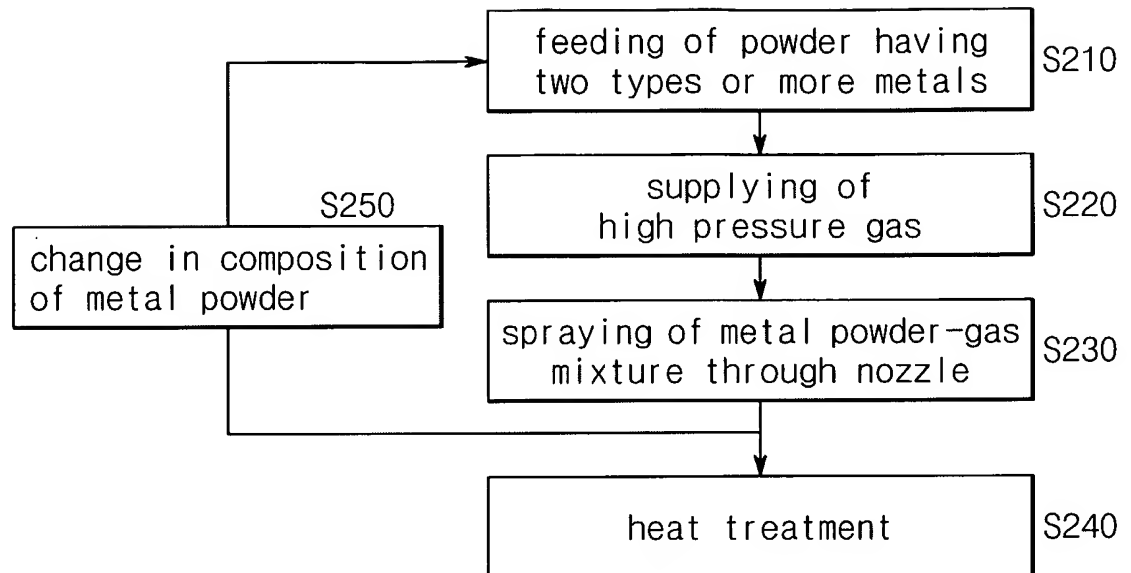 feeding of powder having
two types or more metals
S210
supplying of
high pressure gas
S220
S250
change in composition
of metal powder
spraying of metal powder-gas
mixture through nozzle
S230
heat treatment
S240